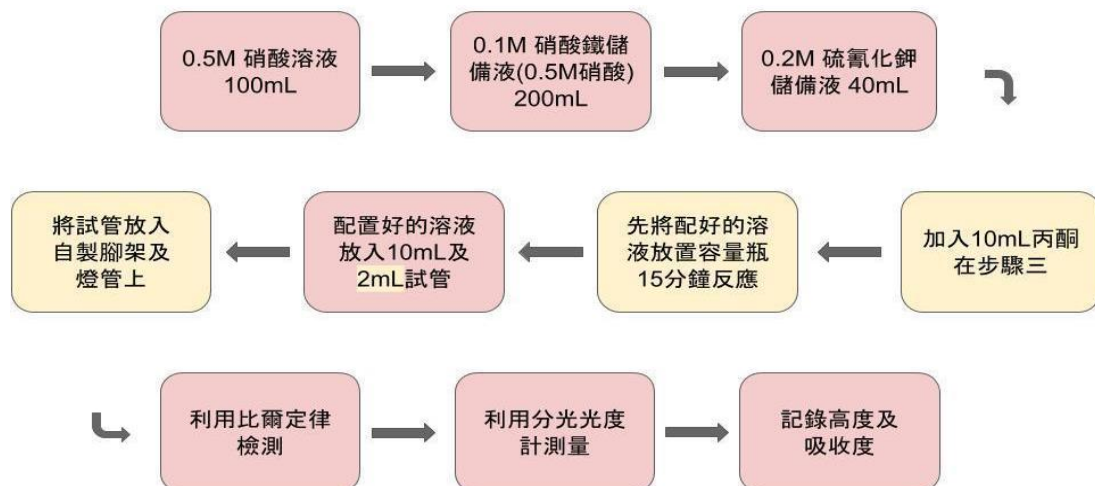 0.5M 硝酸溶液
100mL
0.1M 硝酸鐵儲
備液(0.5M硝酸)
200mL
0.2M 硫氰化鉀
儲備液 40mL
加入10mL丙酮
在步驟三
先將配好的溶
液放置容量瓶
15分鐘反應
配置好的溶液
放入10mL及
2mL試管
將試管放入
自製腳架及
燈管上
利用比爾定律
檢測
利用分光光度
計測量
記錄高度及
吸收度